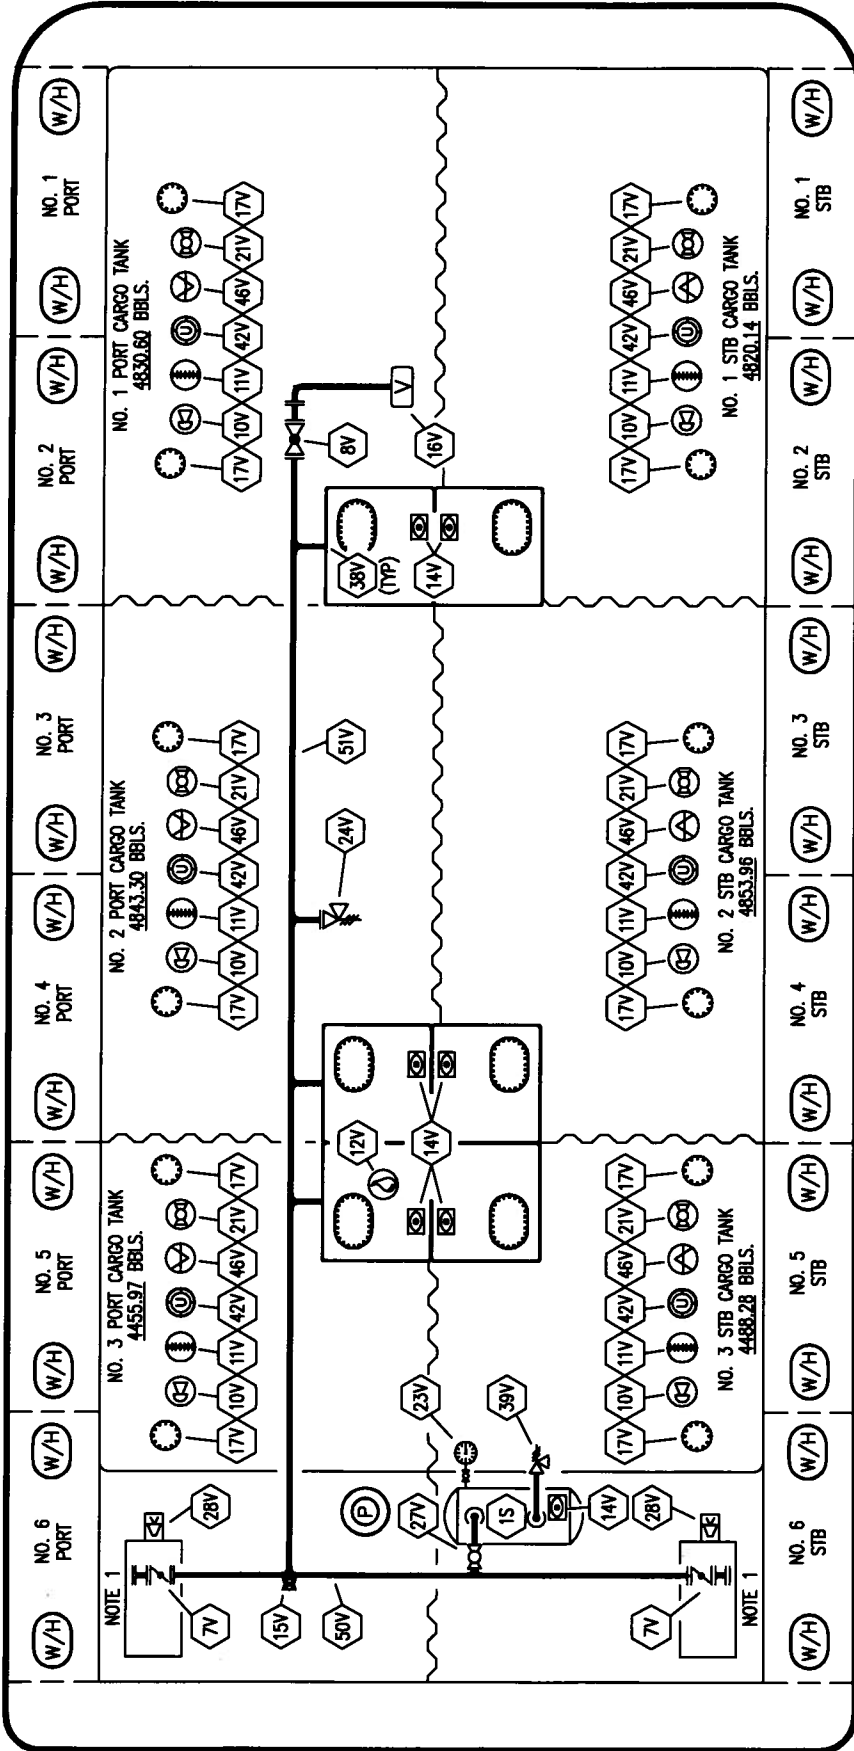 W/H
NO. 1
PORT
W/H
W/H
NO. 2
PORT
W/H
W/H
NO. 3
PORT
W/H
W/H
NO. 4
PORT
W/H
W/H
NO. 5
PORT
W/H
W/H
NO. 6
PORT
W/H
NO. 1 PORT CARGO TANK
4830.60 BBLS.
17V
21V
46V
U
42V
11V
10V
17V
NO. 2 PORT CARGO TANK
4843.30 BBLS.
17V
21V
46V
U
42V
11V
10V
17V
NO. 3 PORT CARGO TANK
4455.97 BBLS.
17V
21V
46V
U
42V
11V
10V
17V
8V
V
16V
38V
(TYP)
14V
51V
24V
12V
14V
23V
39V
P
27V
1S
14V
28V
28V
NOTE 1
7V
15V
50V
7V
NOTE 1
17V
21V
46V
42V
U
11V
10V
17V
NO. 1 STB CARGO TANK
4820.14 BBLS.
17V
21V
46V
42V
U
11V
10V
17V
NO. 2 STB CARGO TANK
4853.96 BBLS.
17V
21V
46V
42V
U
11V
10V
17V
NO. 3 STB CARGO TANK
4488.28 BBLS.
W/H
NO. 1
STB
W/H
W/H
NO. 2
STB
W/H
W/H
NO. 3
STB
W/H
W/H
NO. 4
STB
W/H
W/H
NO. 5
STB
W/H
W/H
NO. 6
STB
W/H